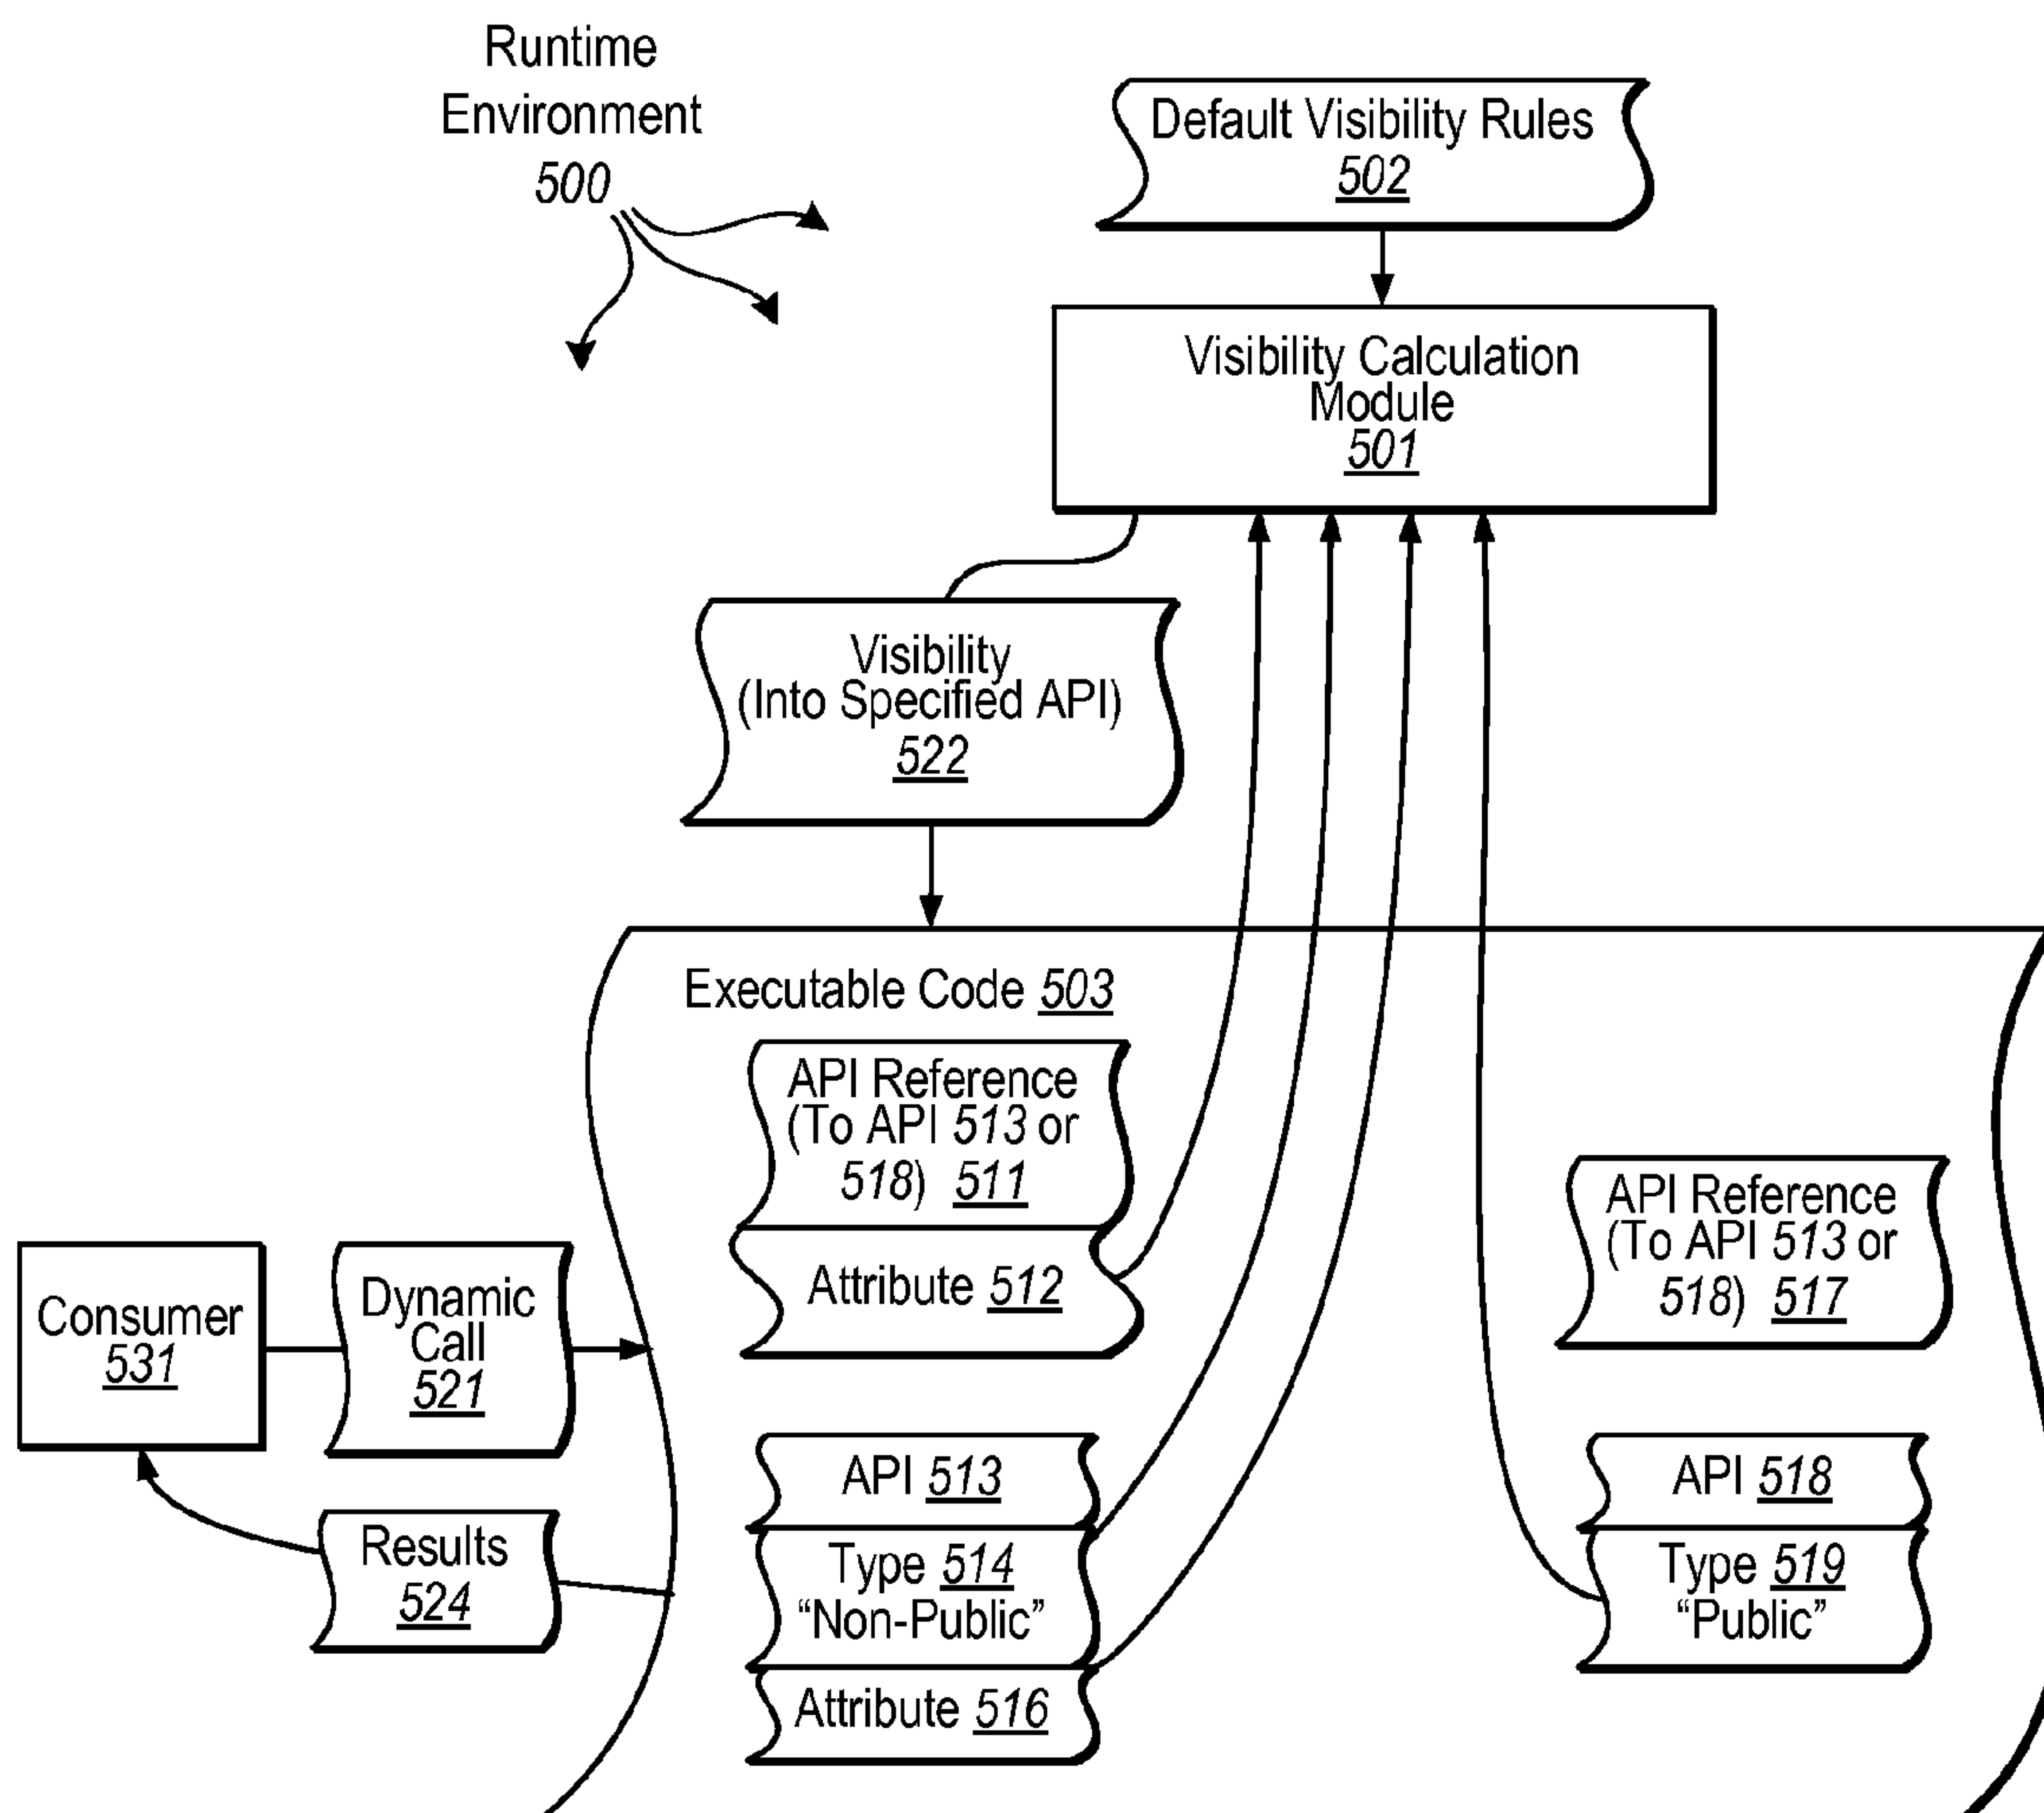 Runtime
Environment
500
Default Visibility Rules
502
Visibility Calculation
Module
501
Visibility
(Into Specified API)
522
Executable Code 503
API Reference
(To API 513 or
518) 511
Attribute 512
API Reference
(To API 513 or
518) 517
Consumer
531
Dynamic
Call
521
Results
524
API 513
Type 514
“Non-Public”
Attribute 516
API 518
Type 519
“Public”